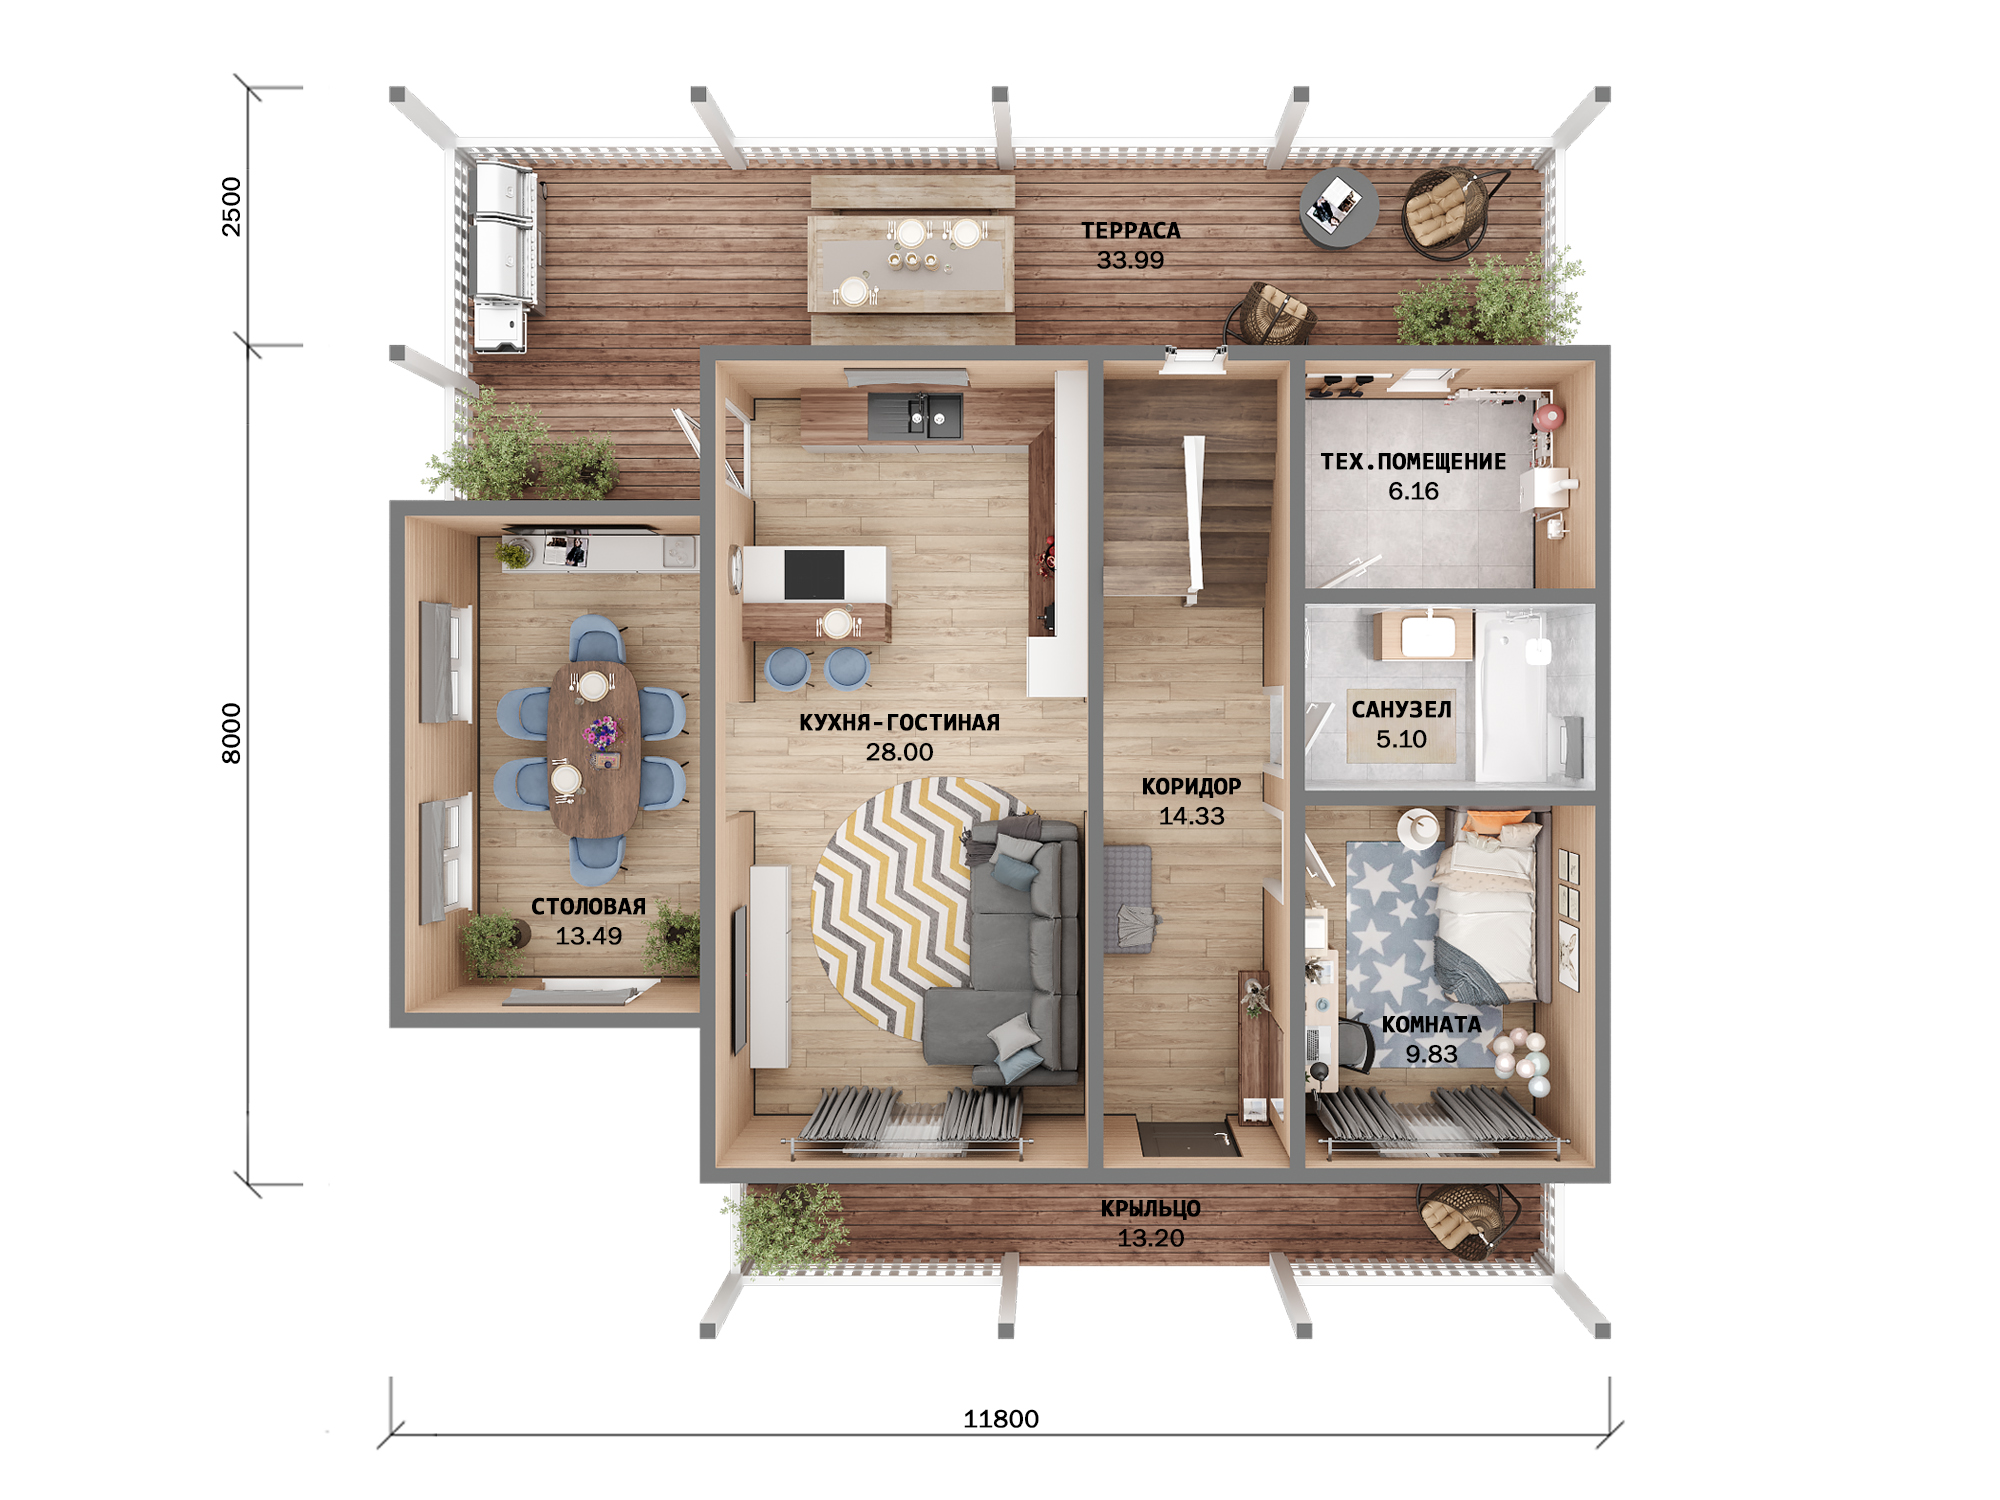 2500
ТЕРРАСА
33.99
ТЕХ.ПОМЕЩЕНИЕ
6.16
8000
КУХНЯ-ГОСТИНАЯ
28.00
САНУЗЕЛ
5.10
КОРИДОР
14.33
СТОЛОВАЯ
13.49
КОМНАТА
9.83
КРЫЛЬЦО
13.20
11800